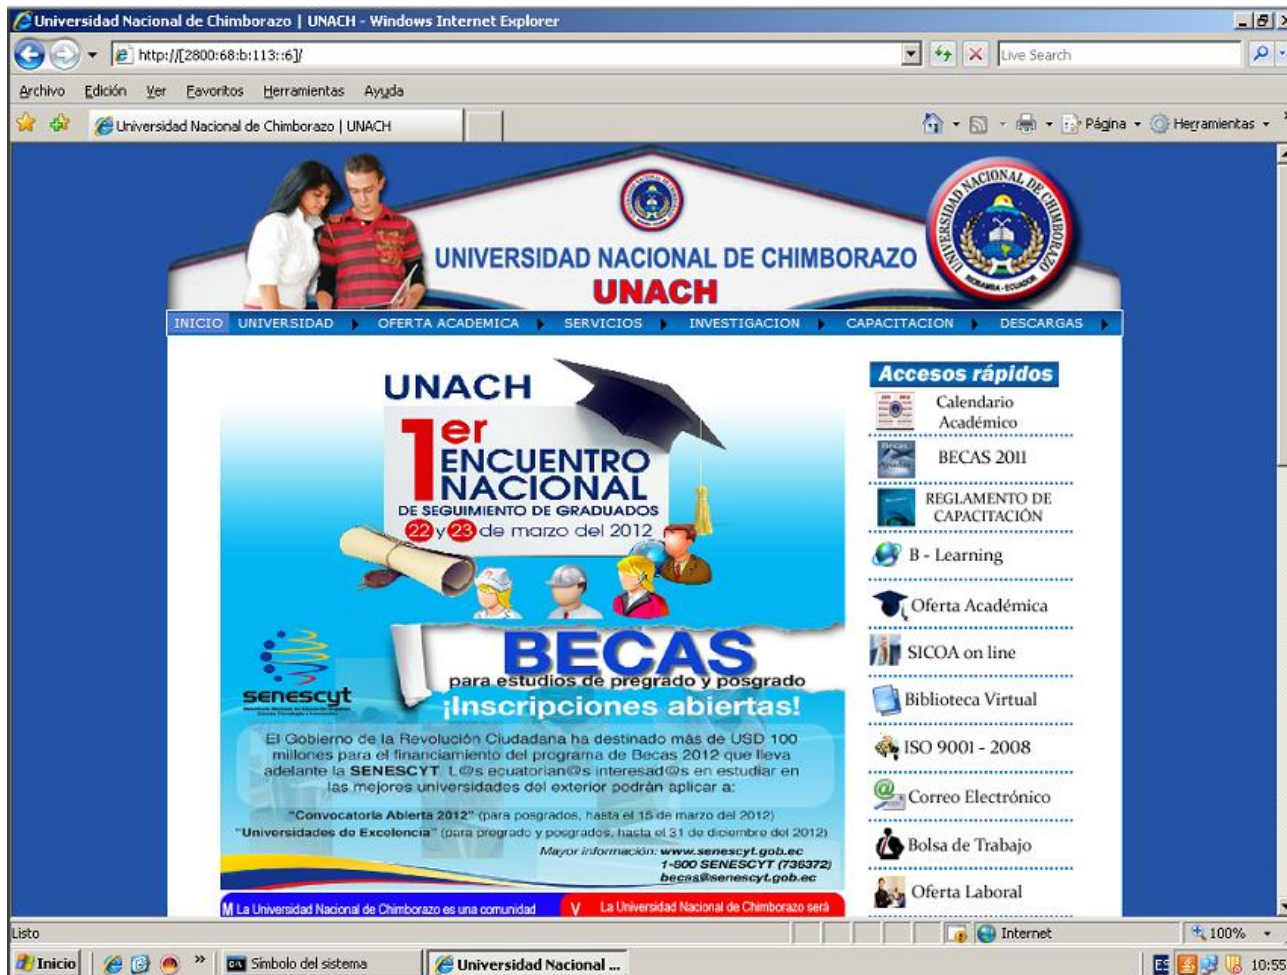 Universidad Nacional de Chimborazo | UNACH - Windows Internet Explorer
http://[2800:68:b:113::6]/
Live Search
Archivo Edición Ver Favoritos Herramientas Ayuda
Universidad Nacional de Chimborazo | UNACH
Página Herramientas
UNIVERSIDAD NACIONAL DE CHIMBORAZO
UNACH
UNIVERSIDAD NACIONAL DE CHIMBORAZO
RIOBAMBA - ECUADOR
INICIO UNIVERSIDAD OFERTA ACADEMICA SERVICIOS INVESTIGACION CAPACITACION DESCARGAS
UNACH
1er
ENCUENTRO
NACIONAL
DE SEGUIMIENTO DE GRADUADOS
22 y 23 de marzo del 2012
senescyt
BECAS
para estudios de pregrado y posgrado
¡Inscripciones abiertas!
El Gobierno de la Revolución Ciudadana ha destinado más de USD 100
millones para el financiamiento del programa de Becas 2012 que lleva
adelante la SENESCYT. L@s ecuatorian@s interesad@s en estudiar en
las mejores universidades del exterior podrán aplicar a:
"Convocatoria Abierta 2012" (para posgrados, hasta el 15 de marzo del 2012)
"Universidades de Excelencia" (para pregrado y posgrados, hasta el 31 de diciembre del 2012)
Mayor información: www.senescyt.gob.ec
1-800 SENESCYT (736372)
becas@senescyt.gob.ec
M La Universidad Nacional de Chimborazo es una comunidad
V La Universidad Nacional de Chimborazo será
Accesos rápidos
Calendario
Académico
BECAS 2011
REGLAMENTO DE
CAPACITACIÓN
B - Learning
Oferta Académica
SICOA on line
Biblioteca Virtual
ISO 9001 - 2008
Correo Electrónico
Bolsa de Trabajo
Oferta Laboral
Listo
Internet
100%
Inicio
Símbolo del sistema
Universidad Nacional ...
ES
10:55